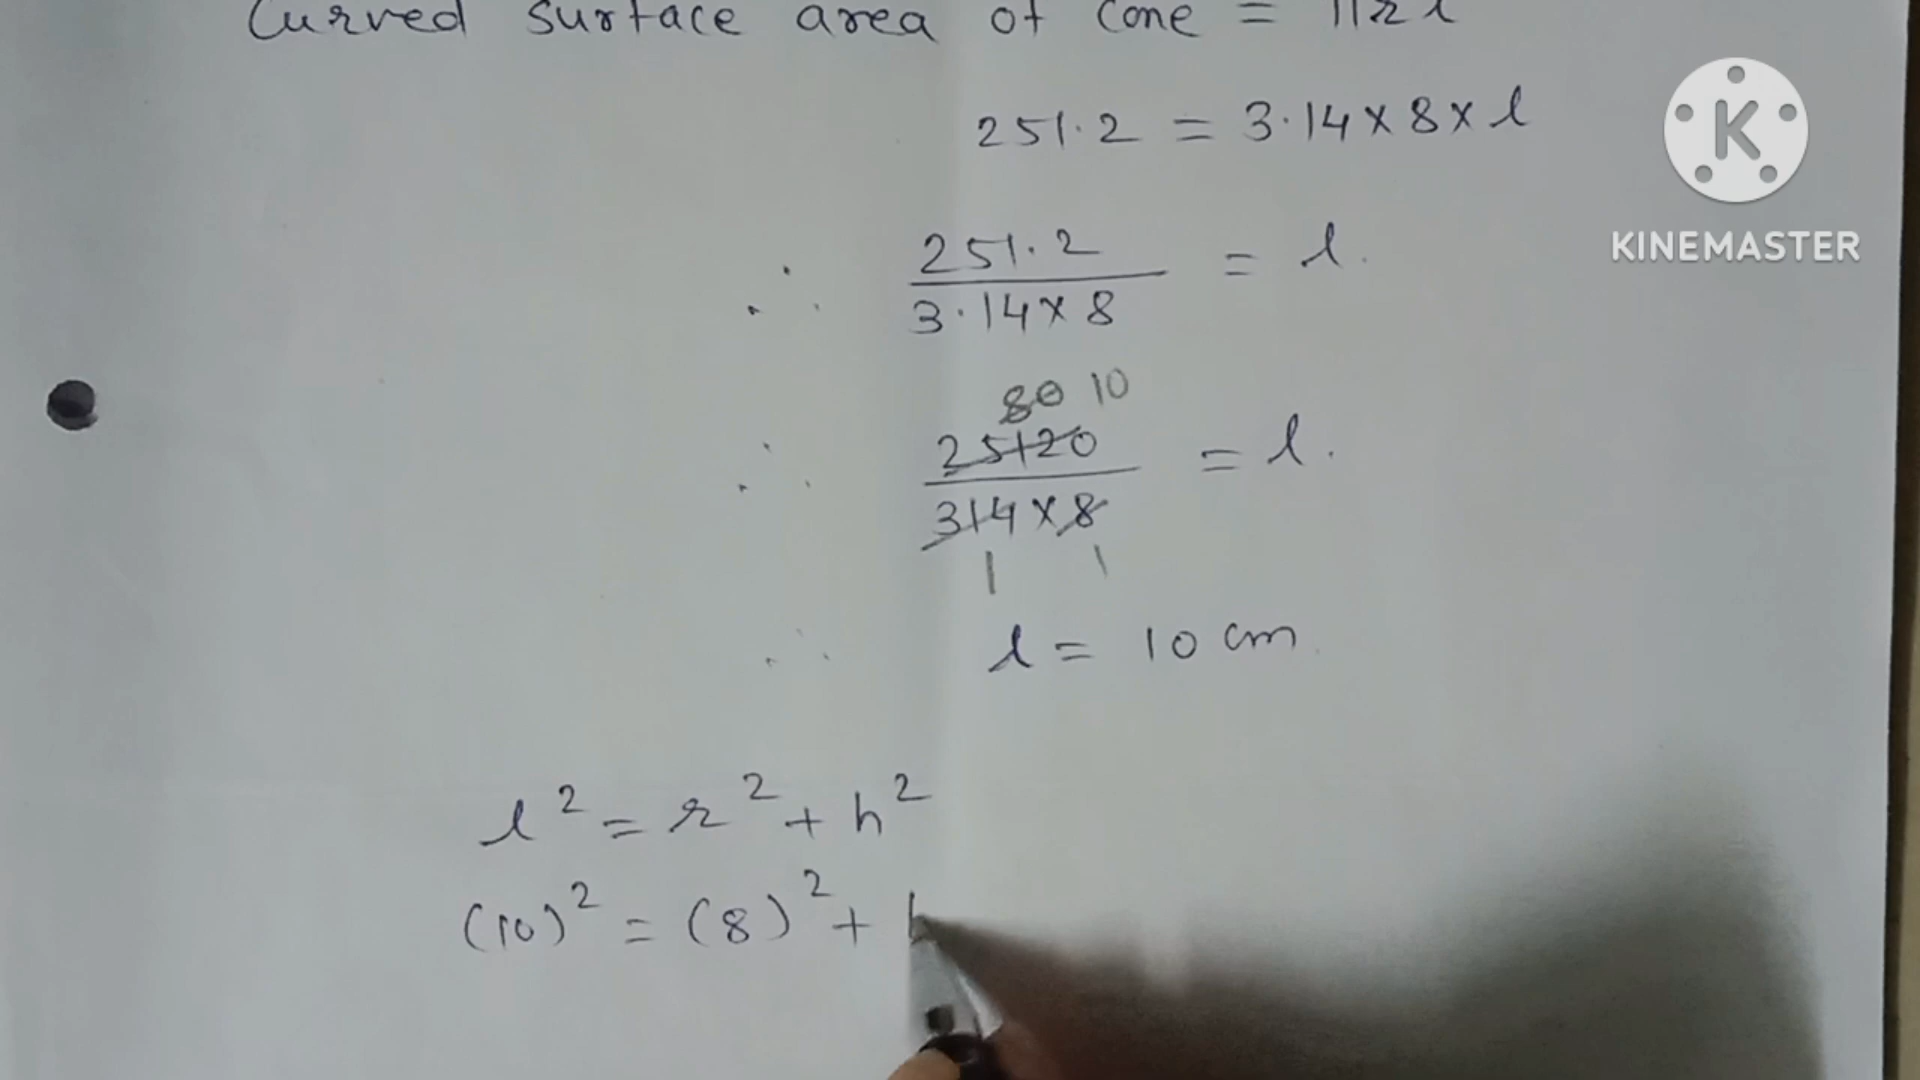 Curved surface area of Cone = πrl
251.2 = 3.14 × 8 × l
∴ 251.2 / 3.14 × 8 = l.
80 10
∴ 25120 / 314 × 8 = l.
1 1
∴ l = 10 cm
l² = r² + h²
(10)² = (8)² + h
K
KINEMASTER